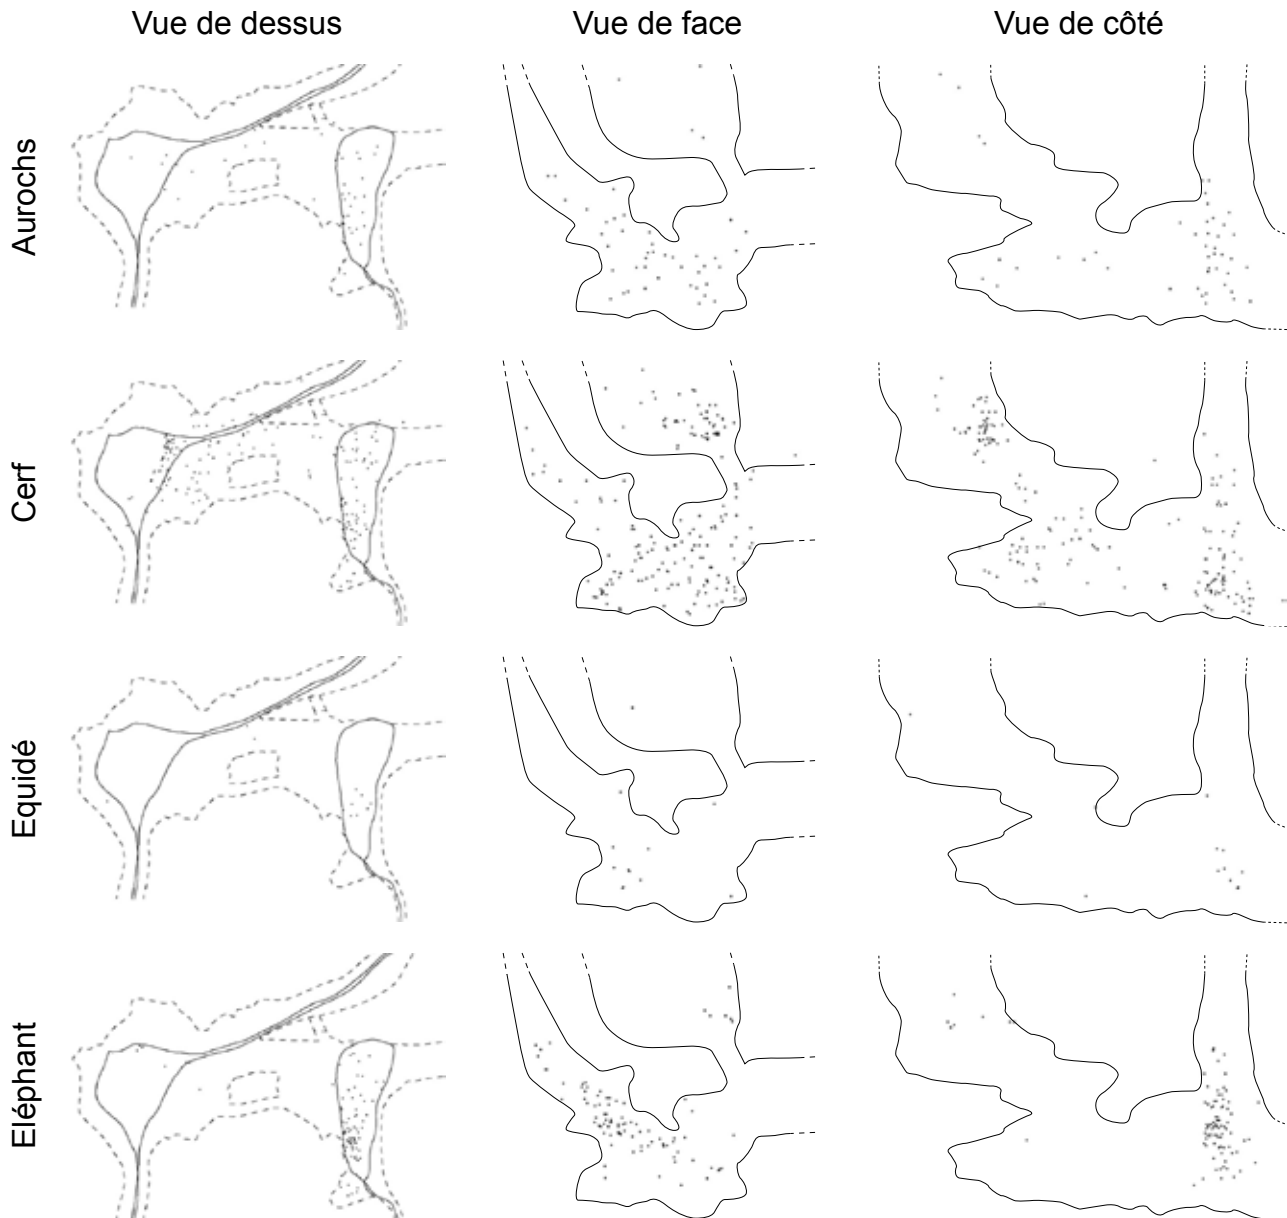 Vue de dessus Vue de face Vue de côté
Aurochs
Cerf
Equidé
Eléphant